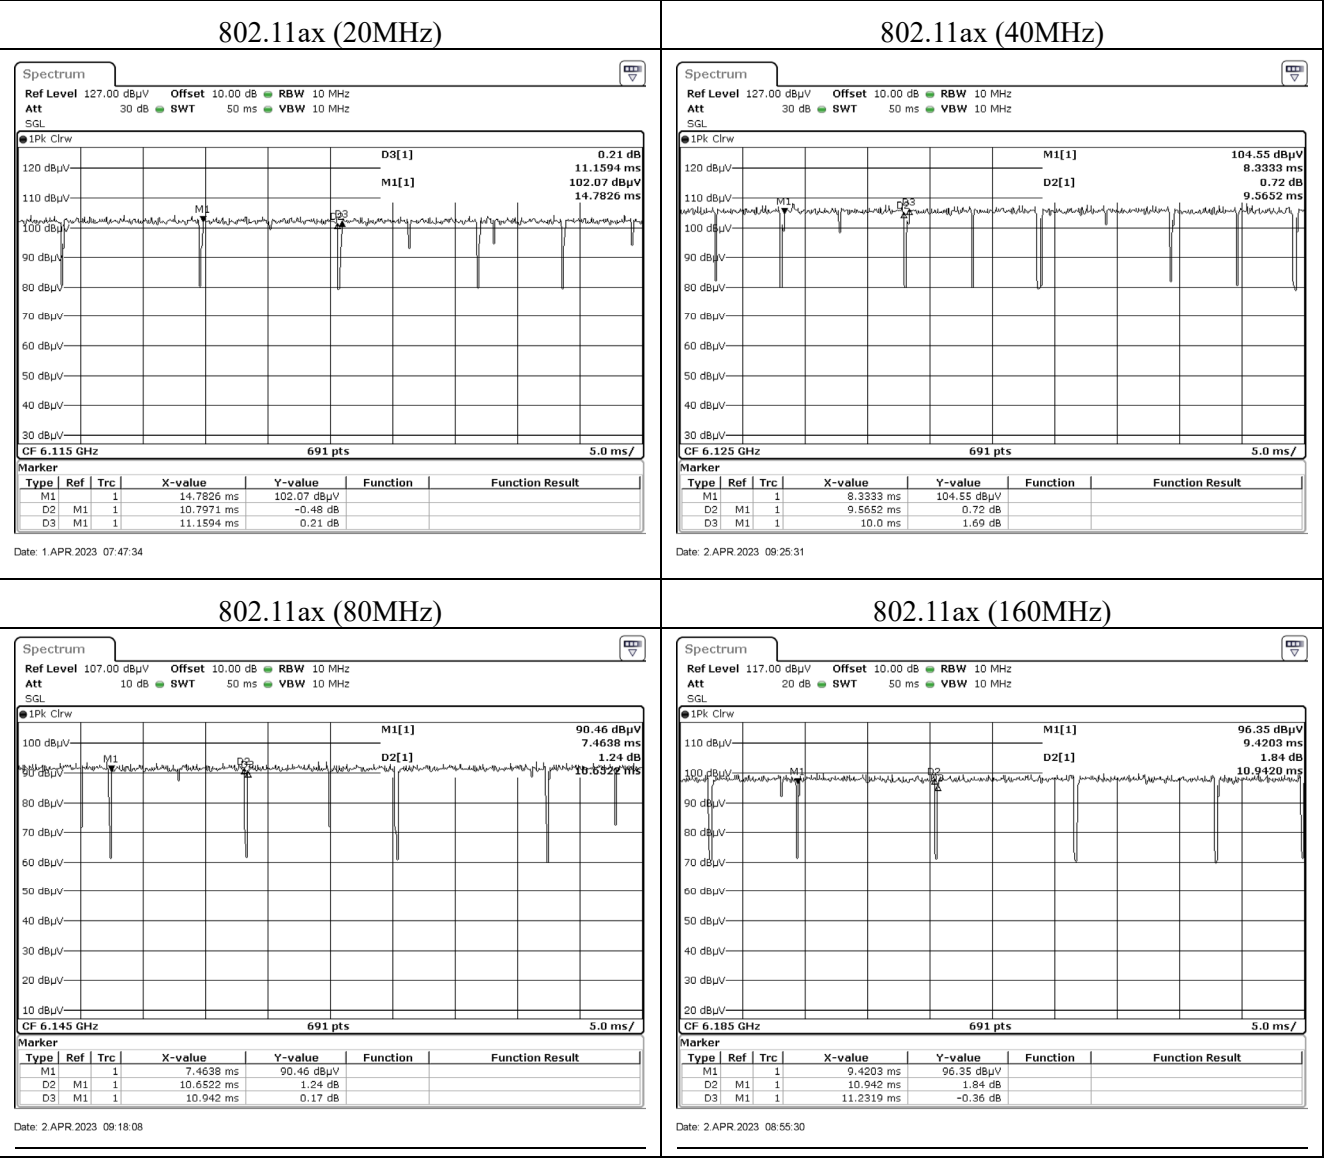 802.11ax (20MHz)
Spectrum
Ref Level 127.00 dBµV Offset 10.00 dB RBW 10 MHz
Att 30 dB SWT 50 ms VBW 10 MHz
SGL
1Pk Clrw
D3[1] 0.21 dB
11.1594 ms
M1[1] 102.07 dBµV
14.7826 ms
120 dBµV
110 dBµV
M1
D3
100 dBµV
90 dBµV
80 dBµV
70 dBµV
60 dBµV
50 dBµV
40 dBµV
30 dBµV
CF 6.115 GHz 691 pts 5.0 ms/
Marker
Type Ref Trc X-value Y-value Function Function Result
M1 1 14.7826 ms 102.07 dBµV
D2 M1 1 10.7971 ms -0.48 dB
D3 M1 1 11.1594 ms 0.21 dB
Date: 1.APR.2023 07:47:34
802.11ax (40MHz)
Spectrum
Ref Level 127.00 dBµV Offset 10.00 dB RBW 10 MHz
Att 30 dB SWT 50 ms VBW 10 MHz
SGL
1Pk Clrw
M1[1] 104.55 dBµV
8.3333 ms
D2[1] 0.72 dB
9.5652 ms
120 dBµV
110 dBµV
M1
D3
100 dBµV
90 dBµV
80 dBµV
70 dBµV
60 dBµV
50 dBµV
40 dBµV
30 dBµV
CF 6.125 GHz 691 pts 5.0 ms/
Marker
Type Ref Trc X-value Y-value Function Function Result
M1 1 8.3333 ms 104.55 dBµV
D2 M1 1 9.5652 ms 0.72 dB
D3 M1 1 10.0 ms 1.69 dB
Date: 2.APR.2023 09:25:31
802.11ax (80MHz)
Spectrum
Ref Level 107.00 dBµV Offset 10.00 dB RBW 10 MHz
Att 10 dB SWT 50 ms VBW 10 MHz
SGL
1Pk Clrw
M1[1] 90.46 dBµV
7.4638 ms
D2[1] 1.24 dB
10.6522 ms
100 dBµV
M1
D2
90 dBµV
80 dBµV
70 dBµV
60 dBµV
50 dBµV
40 dBµV
30 dBµV
20 dBµV
10 dBµV
CF 6.145 GHz 691 pts 5.0 ms/
Marker
Type Ref Trc X-value Y-value Function Function Result
M1 1 7.4638 ms 90.46 dBµV
D2 M1 1 10.6522 ms 1.24 dB
D3 M1 1 10.942 ms 0.17 dB
Date: 2.APR.2023 09:18:08
802.11ax (160MHz)
Spectrum
Ref Level 117.00 dBµV Offset 10.00 dB RBW 10 MHz
Att 20 dB SWT 50 ms VBW 10 MHz
SGL
1Pk Clrw
M1[1] 96.35 dBµV
9.4203 ms
D2[1] 1.84 dB
10.9420 ms
110 dBµV
M1
D2
100 dBµV
90 dBµV
80 dBµV
70 dBµV
60 dBµV
50 dBµV
40 dBµV
30 dBµV
20 dBµV
CF 6.185 GHz 691 pts 5.0 ms/
Marker
Type Ref Trc X-value Y-value Function Function Result
M1 1 9.4203 ms 96.35 dBµV
D2 M1 1 10.942 ms 1.84 dB
D3 M1 1 11.2319 ms -0.36 dB
Date: 2.APR.2023 08:55:30